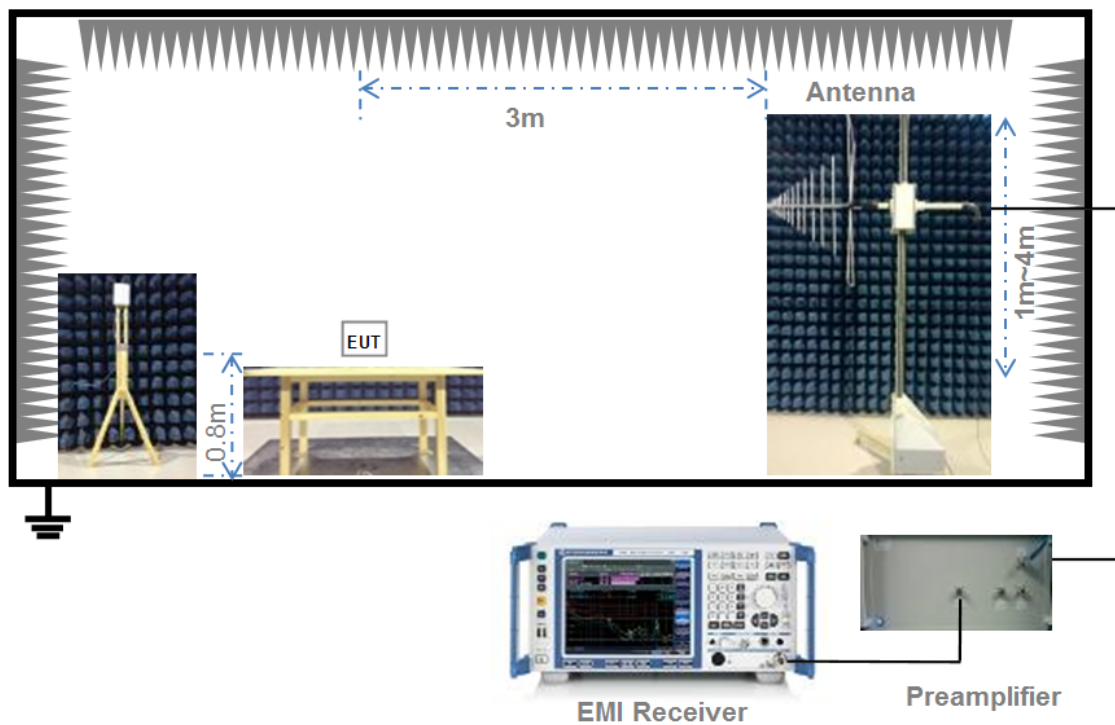 Antenna
3m
1m~4m
EUT
0.8m
EMI Receiver
Preamplifier